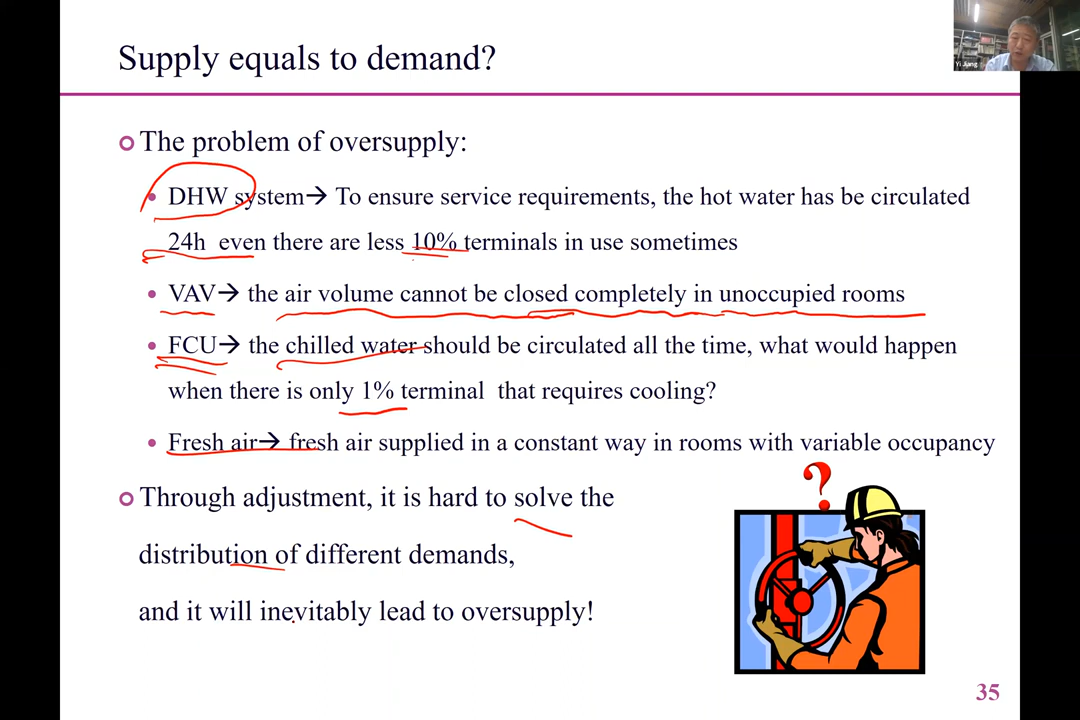 Supply equals to demand?
Yi Jiang
The problem of oversupply:
DHW system→ To ensure service requirements, the hot water has be circulated
24h even there are less 10% terminals in use sometimes
VAV→ the air volume cannot be closed completely in unoccupied rooms
FCU→ the chilled water should be circulated all the time, what would happen
when there is only 1% terminal that requires cooling?
Fresh air→ fresh air supplied in a constant way in rooms with variable occupancy
Through adjustment, it is hard to solve the
distribution of different demands,
and it will inevitably lead to oversupply!
?
35